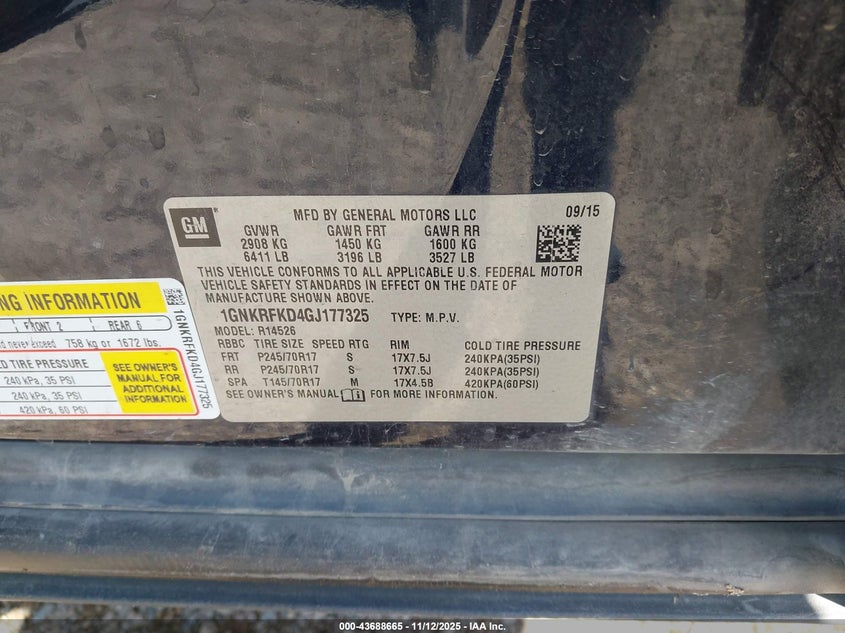 GM
MFD BY GENERAL MOTORS LLC 09/15
GVWR GAWR FRT GAWR RR
2908 KG 1450 KG 1600 KG
6411 LB 3196 LB 3527 LB
THIS VEHICLE CONFORMS TO ALL APPLICABLE U.S. FEDERAL MOTOR
VEHICLE SAFETY STANDARDS IN EFFECT ON THE DATE OF
MANUFACTURE SHOWN ABOVE.
1GNKRFKD4GJ177325 TYPE: M.P.V.
MODEL: R14526
RBBC TIRE SIZE SPEED RTG RIM COLD TIRE PRESSURE
FRT P245/70R17 S 17X7.5J 240KPA(35PSI)
RR P245/70R17 S 17X7.5J 240KPA(35PSI)
SPA T145/70R17 M 17X4.5B 420KPA(60PSI)
SEE OWNER'S MANUAL FOR MORE INFORMATION.
NG INFORMATION
FRONT 2 REAR 6
never exceed 758 kg or 1672 lbs.
TIRE PRESSURE
240 kPa, 35 PSI
240 kPa, 35 PSI
420 kPa, 60 PSI
SEE OWNER'S
MANUAL FOR
ADDITIONAL
INFORMATION
1GNKRFKD4GJ177325
000-43688665 - 11/12/2025 - IAA Inc.